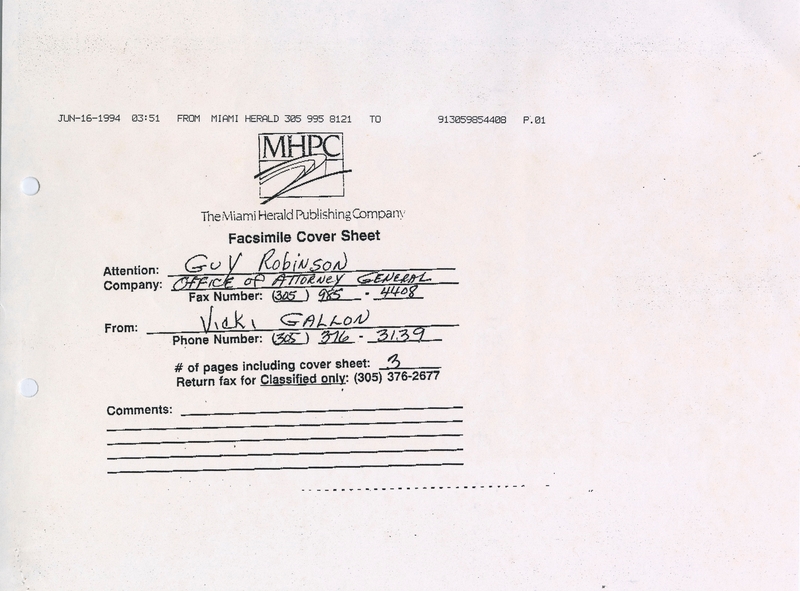 JUN-16-1994 03:51 FROM MIAMI HERALD 305 995 8121 TO 913059854408 P.01
MHPC
The Miami Herald Publishing Company
Facsimile Cover Sheet
Attention: Guy Robinson
Company: Office of Attorney General
Fax Number: (305) 985 - 4408
From: Vicki Gallon
Phone Number: (305) 376 - 3139
# of pages including cover sheet: 3
Return fax for Classified only: (305) 376-2677
Comments: